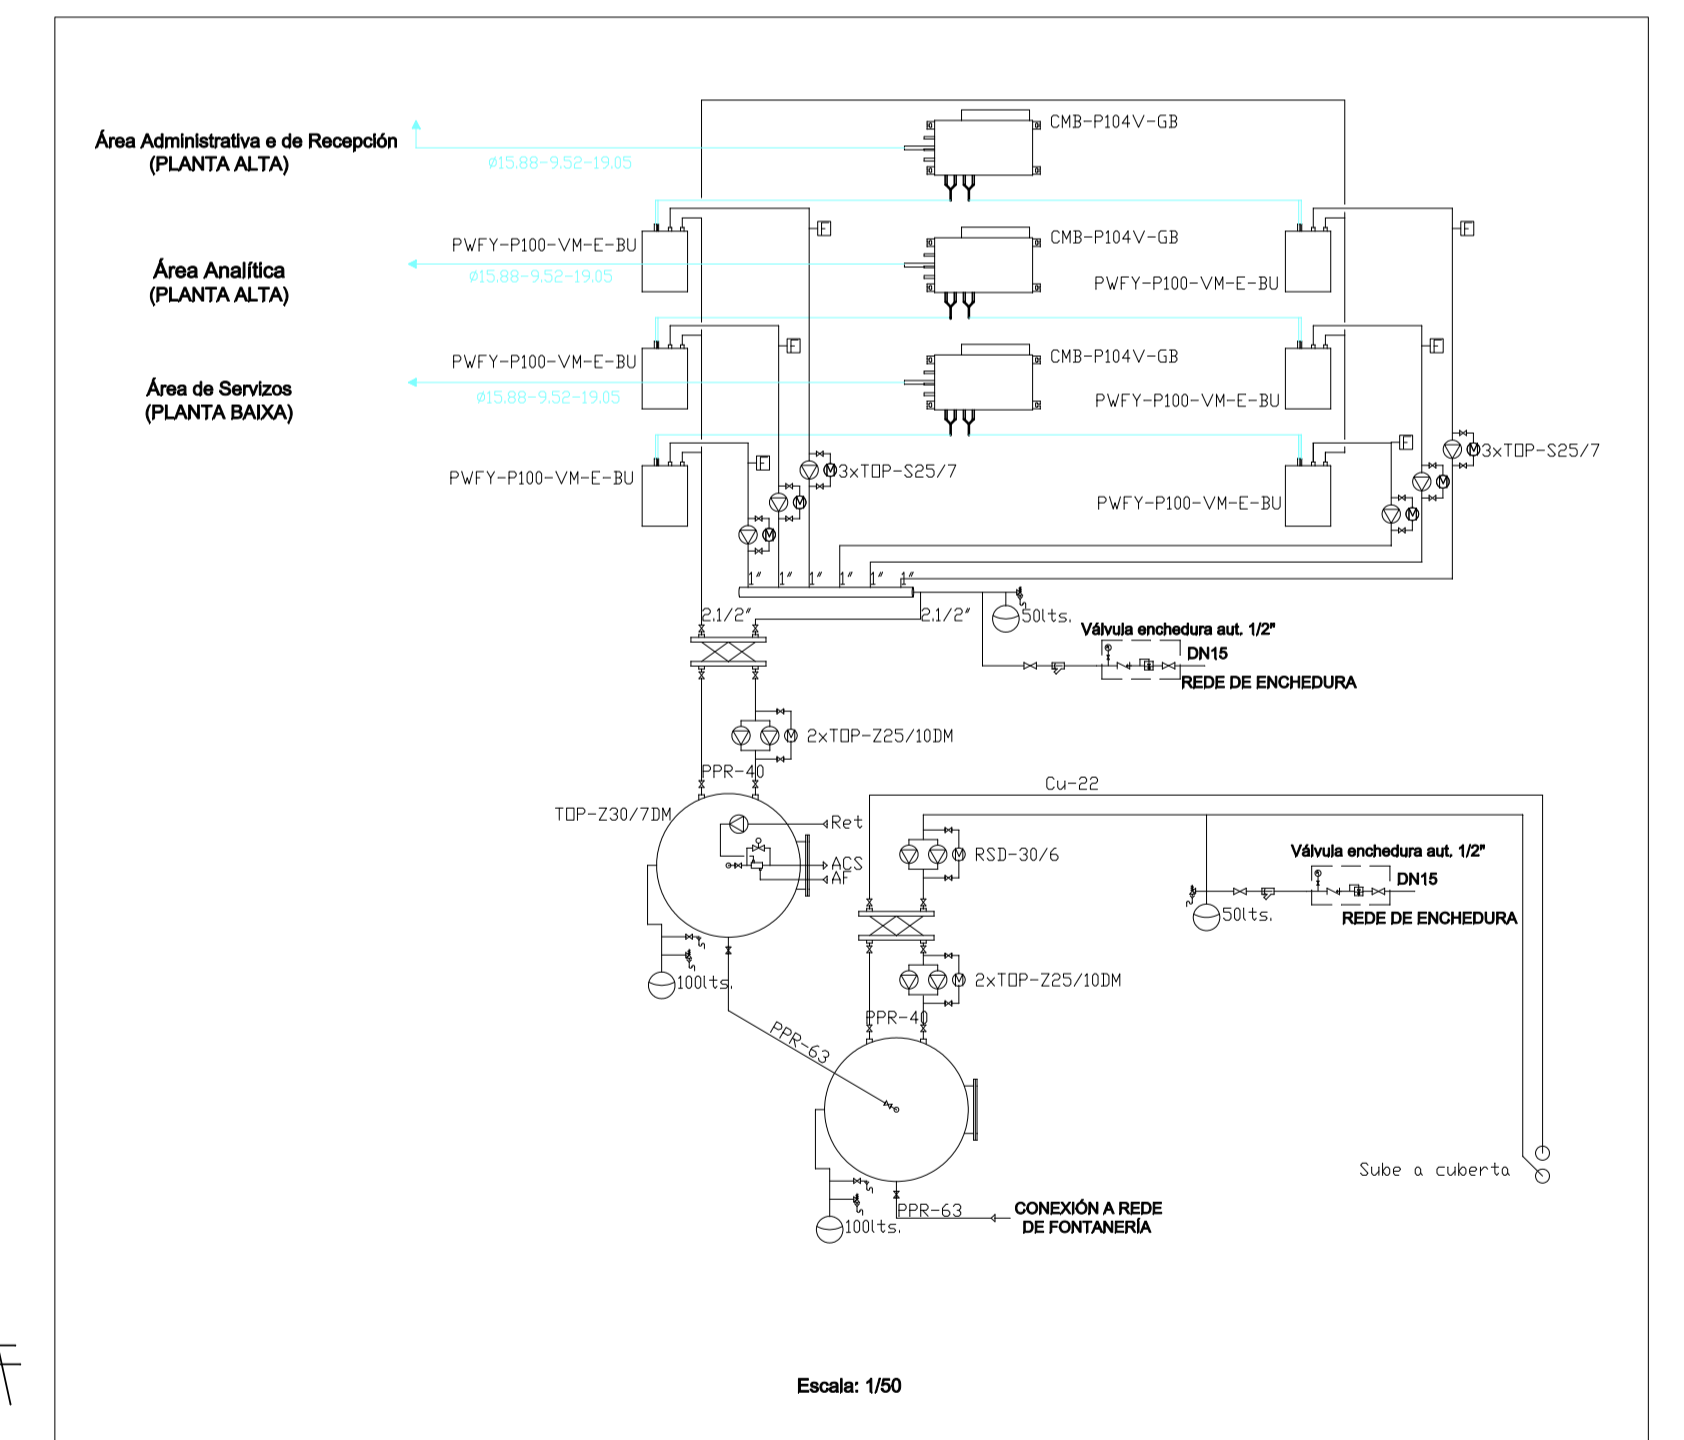 CMB-P104V-GB
Área Administrativa e de Recepción
(PLANTA ALTA)
ø15.88-9.52-19.05
F
F
PWFY-P100-VM-E-BU
CMB-P104V-GB
Área Analítica
(PLANTA ALTA)
ø15.88-9.52-19.05
PWFY-P100-VM-E-BU
F
F
PWFY-P100-VM-E-BU
CMB-P104V-GB
Área de Servizos
(PLANTA BAIXA)
ø15.88-9.52-19.05
PWFY-P100-VM-E-BU
F
F
PWFY-P100-VM-E-BU
M
3xTOP-S25/7
M
3xTOP-S25/7
PWFY-P100-VM-E-BU
M
M
M
M
1" 1" 1" 1" 1" 1"
2.1/2"
2.1/2"
50lts.
Válvula enchedura aut. 1/2"
DN15
REDE DE ENCHEDURA
M
2xTOP-Z25/10DM
PPR-40
Cu-22
TOP-Z30/7DM
Ret
ACS
AF
M
RSD-30/6
Válvula enchedura aut. 1/2"
DN15
50lts.
REDE DE ENCHEDURA
100lts.
M
2xTOP-Z25/10DM
PPR-40
PPR-63
Sube a cuberta
PPR-63
CONEXIÓN A REDE
DE FONTANERÍA
100lts.
Escala: 1/50